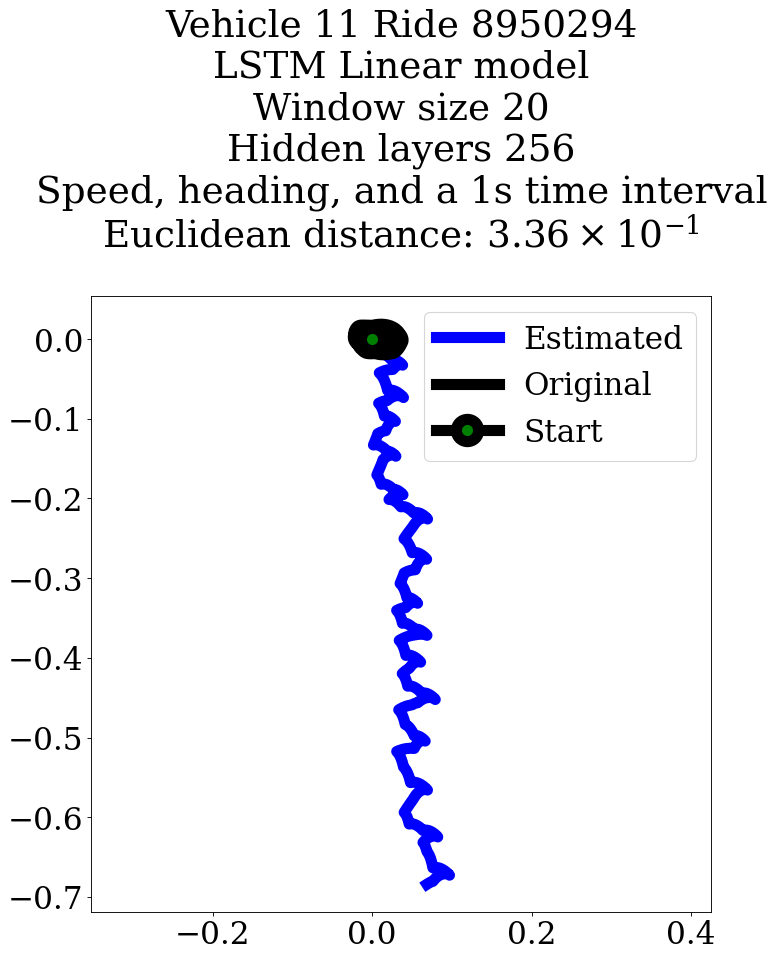 Vehicle 11 Ride 8950294
LSTM Linear model
Window size 20
Hidden layers 256
Speed, heading, and a 1s time interval
Euclidean distance: 3.36 × 10⁻¹
Estimated
Original
Start
0.0
−0.1
−0.2
−0.3
−0.4
−0.5
−0.6
−0.7
−0.2 0.0 0.2 0.4